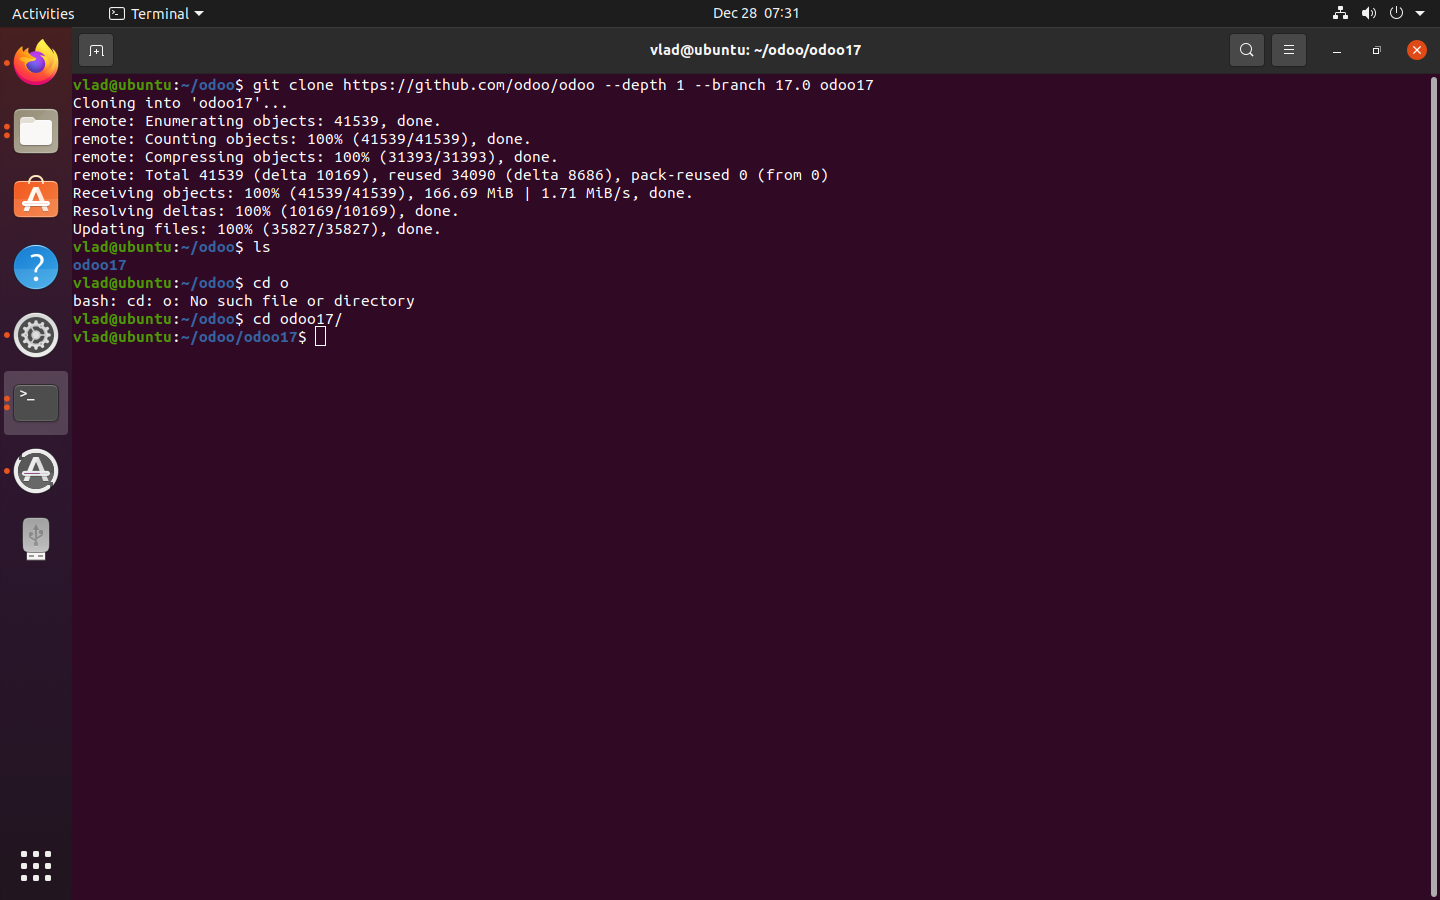 Activities
Terminal
Dec 28 07:31
vlad@ubuntu: ~/odoo/odoo17
vlad@ubuntu:~/odoo$ git clone https://github.com/odoo/odoo --depth 1 --branch 17.0 odoo17
Cloning into 'odoo17'...
remote: Enumerating objects: 41539, done.
remote: Counting objects: 100% (41539/41539), done.
remote: Compressing objects: 100% (31393/31393), done.
remote: Total 41539 (delta 10169), reused 34090 (delta 8686), pack-reused 0 (from 0)
Receiving objects: 100% (41539/41539), 166.69 MiB | 1.71 MiB/s, done.
Resolving deltas: 100% (10169/10169), done.
Updating files: 100% (35827/35827), done.
vlad@ubuntu:~/odoo$ ls
odoo17
vlad@ubuntu:~/odoo$ cd o
bash: cd: o: No such file or directory
vlad@ubuntu:~/odoo$ cd odoo17/
vlad@ubuntu:~/odoo/odoo17$